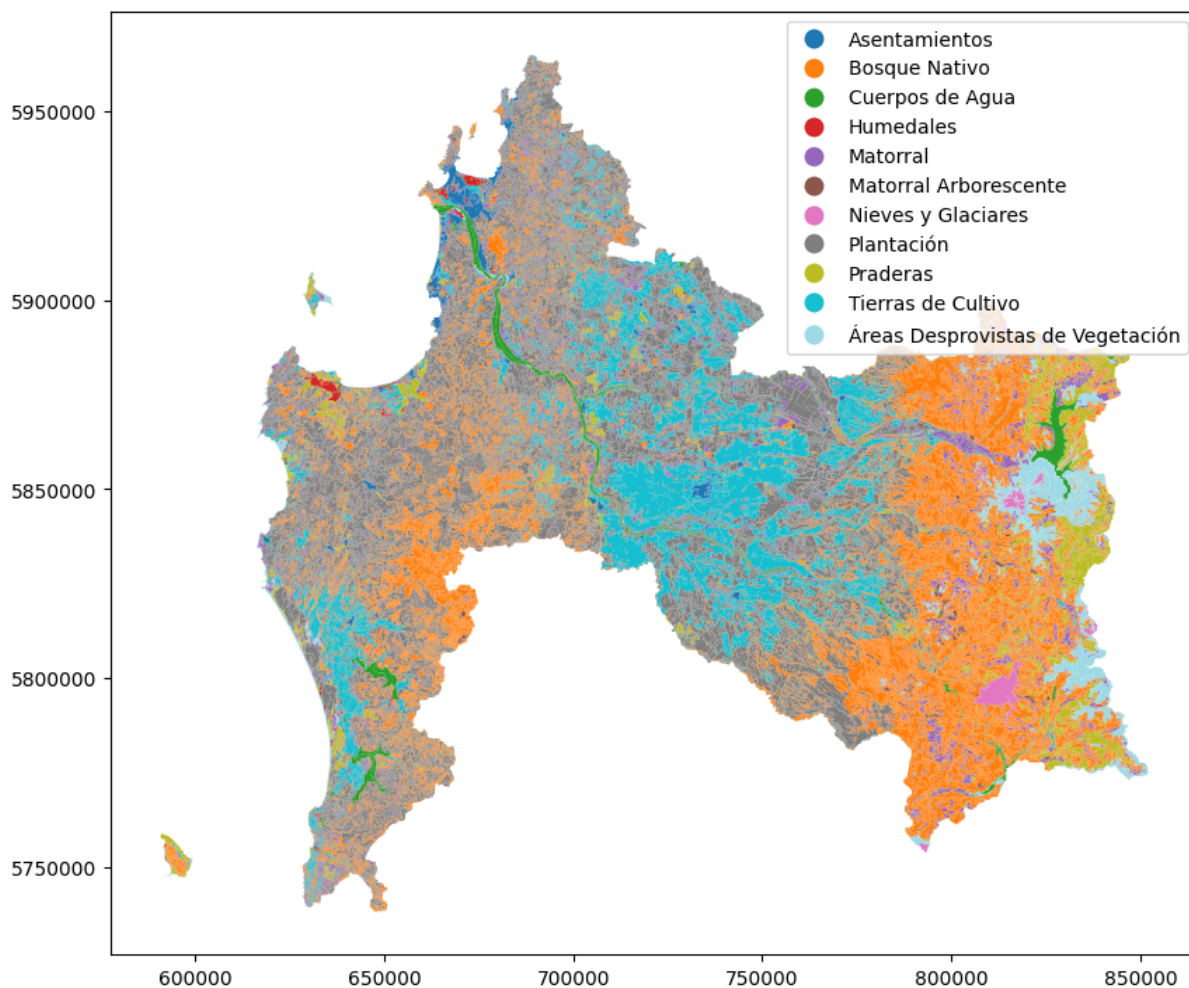 Asentamientos
Bosque Nativo
Cuerpos de Agua
Humedales
Matorral
Matorral Arborescente
Nieves y Glaciares
Plantación
Praderas
Tierras de Cultivo
Áreas Desprovistas de Vegetación
5950000
5900000
5850000
5800000
5750000
600000 650000 700000 750000 800000 850000